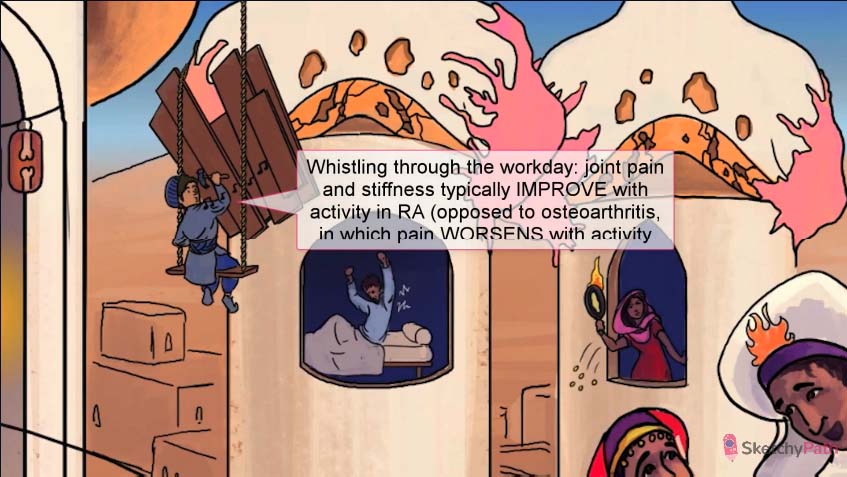 Whistling through the workday: joint pain
and stiffness typically IMPROVE with
activity in RA (opposed to osteoarthritis,
in which pain WORSENS with activity
SketchyPath